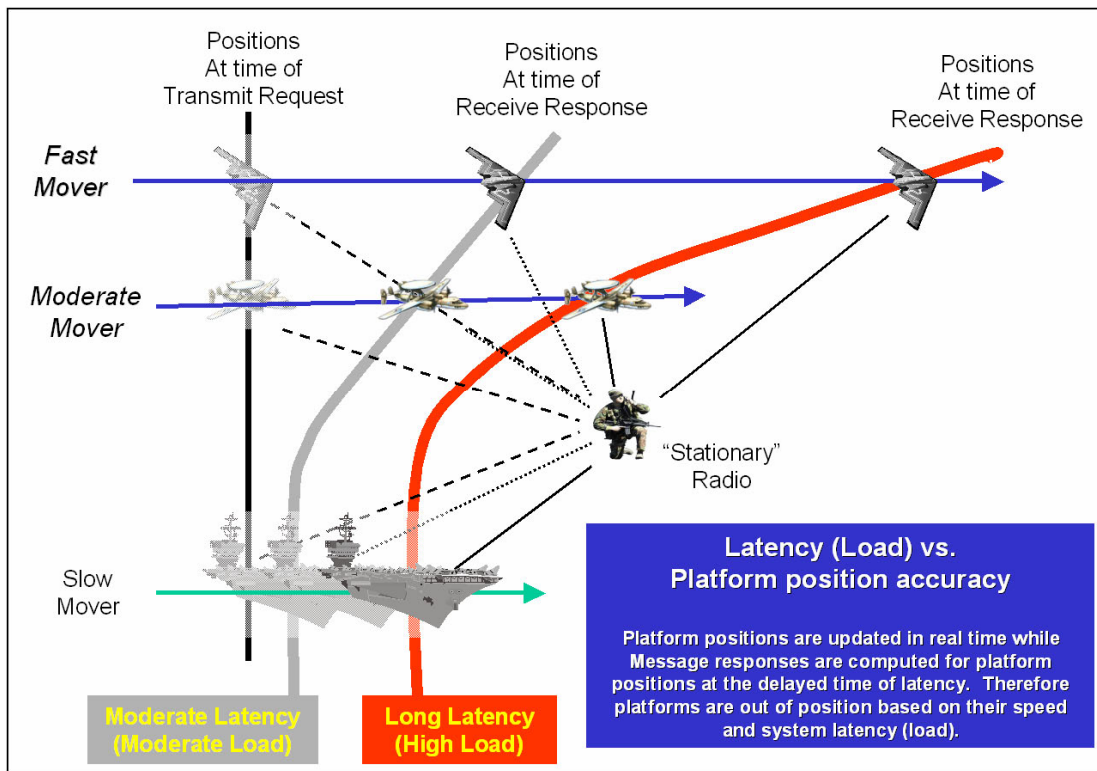 Positions
At time of
Transmit Request
Positions
At time of
Receive Response
Positions
At time of
Receive Response
Fast
Mover
Moderate
Mover
“Stationary”
Radio
Slow
Mover
Latency (Load) vs.
Platform position accuracy
Platform positions are updated in real time while
Message responses are computed for platform
positions at the delayed time of latency. Therefore
platforms are out of position based on their speed
and system latency (load).
Moderate Latency
(Moderate Load)
Long Latency
(High Load)